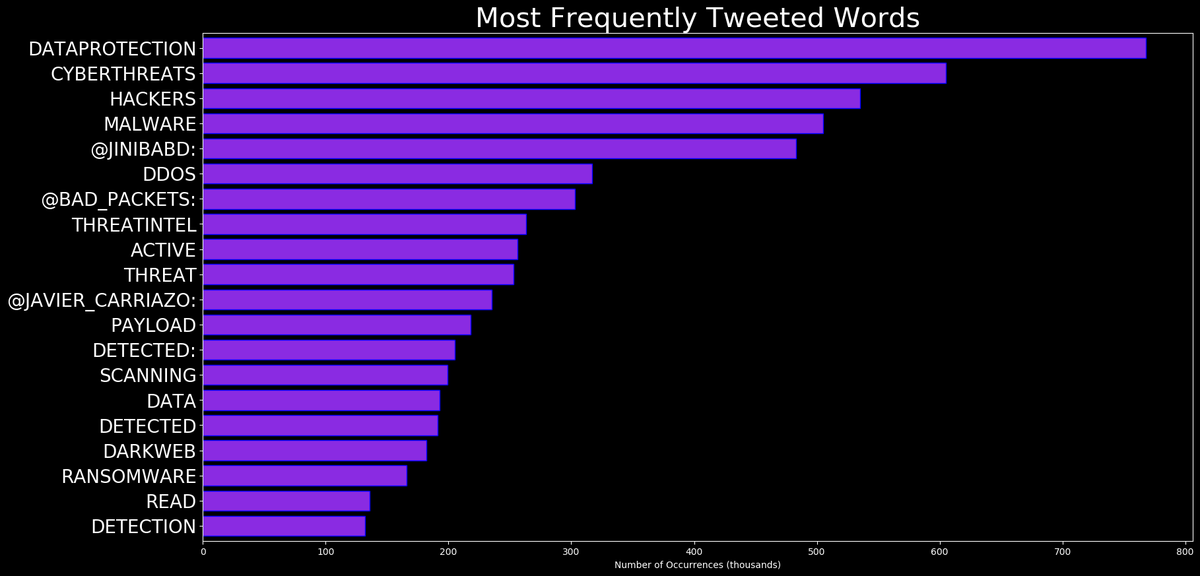 Most Frequently Tweeted Words
DATAPROTECTION
CYBERTHREATS
HACKERS
MALWARE
@JINIBABD:
DDOS
@BAD_PACKETS:
THREATINTEL
ACTIVE
THREAT
@JAVIER_CARRIAZO:
PAYLOAD
DETECTED:
SCANNING
DATA
DETECTED
DARKWEB
RANSOMWARE
READ
DETECTION
0 100 200 300 400 500 600 700 800
Number of Occurrences (thousands)